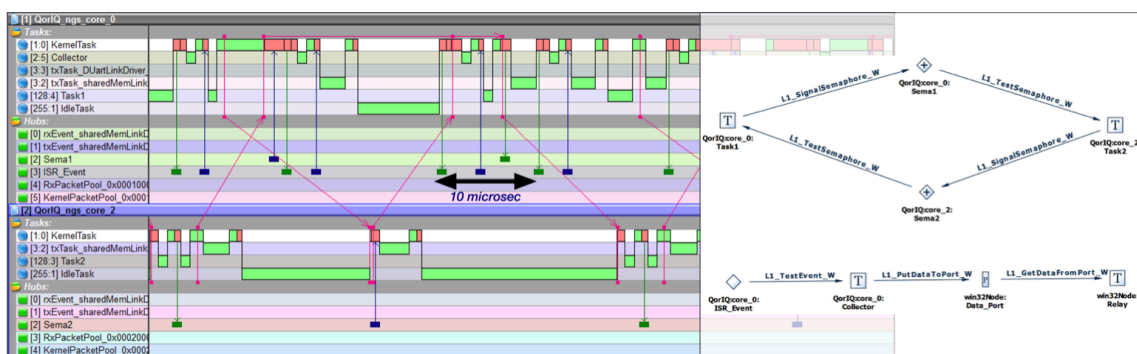 [1] QorIQ_ngs_core_0
Tasks:
[1:0] KernelTask
[2:5] Collector
[3:3] txTask_DUartLinkDriver_
[3:2] txTask_sharedMemLink
[128:4] Task1
[255:1] IdleTask
Hubs:
[0] rxEvent_sharedMemLinkD
[1] txEvent_sharedMemLinkD
[2] Sema1
[3] ISR_Event
[4] RxPacketPool_0x0001000
[5] KernelPacketPool_0x0001
10 microsec
[2] QorIQ_ngs_core_2
Tasks:
[1:0] KernelTask
[3:2] txTask_sharedMemLink
[128:3] Task2
[255:1] IdleTask
Hubs:
[0] rxEvent_sharedMemLinkD
[1] txEvent_sharedMemLinkD
[2] Sema2
[3] RxPacketPool_0x0002000
[4] KernelPacketPool_0x0002
L1_SignalSemaphore_W
QorIQ:core_0:
Sema1
L1_TestSemaphore_W
T
QorIQ:core_0:
Task1
T
QorIQ:core_2:
Task2
L1_TestSemaphore_W
L1_SignalSemaphore_W
QorIQ:core_2:
Sema2
L1_TestEvent_W
L1_PutDataToPort_W
L1_GetDataFromPort_W
T
P
T
QorIQ:core_0:
ISR_Event
QorIQ:core_0:
Collector
win32Node:
Data_Port
win32Node:
Relay